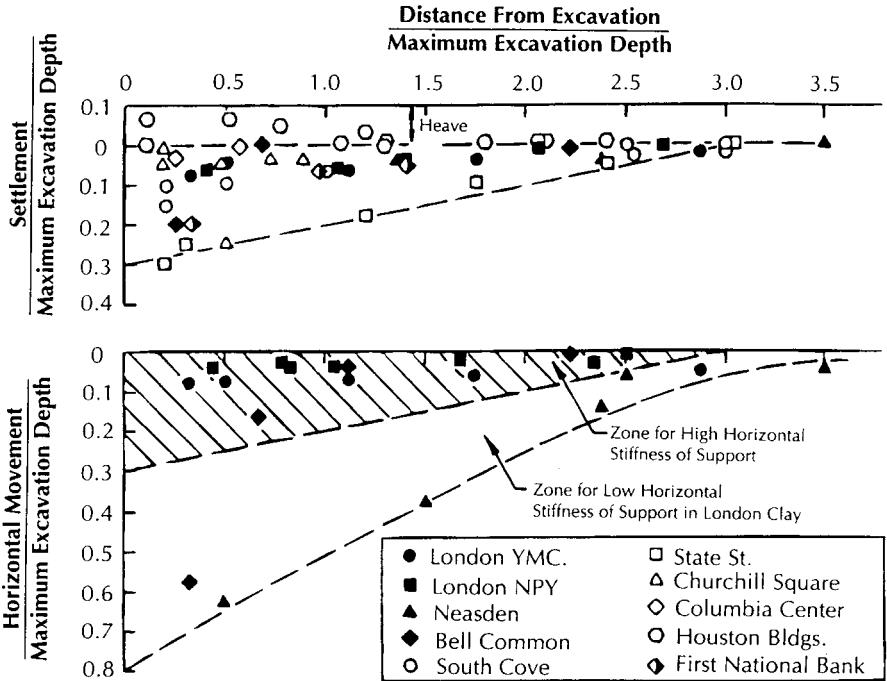 Distance From Excavation
Maximum Excavation Depth
0 0.5 1.0 1.5 2.0 2.5 3.0 3.5
Settlement
Maximum Excavation Depth
0.1
0
0.1
0.2
0.3
0.4
Heave
Horizontal Movement
Maximum Excavation Depth
0
0.1
0.2
0.3
0.4
0.5
0.6
0.7
0.8
Zone for High Horizontal
Stiffness of Support
Zone for Low Horizontal
Stiffness of Support in London Clay
London YMC.
London NPY
Neasden
Bell Common
South Cove
State St.
Churchill Square
Columbia Center
Houston Bldgs.
First National Bank